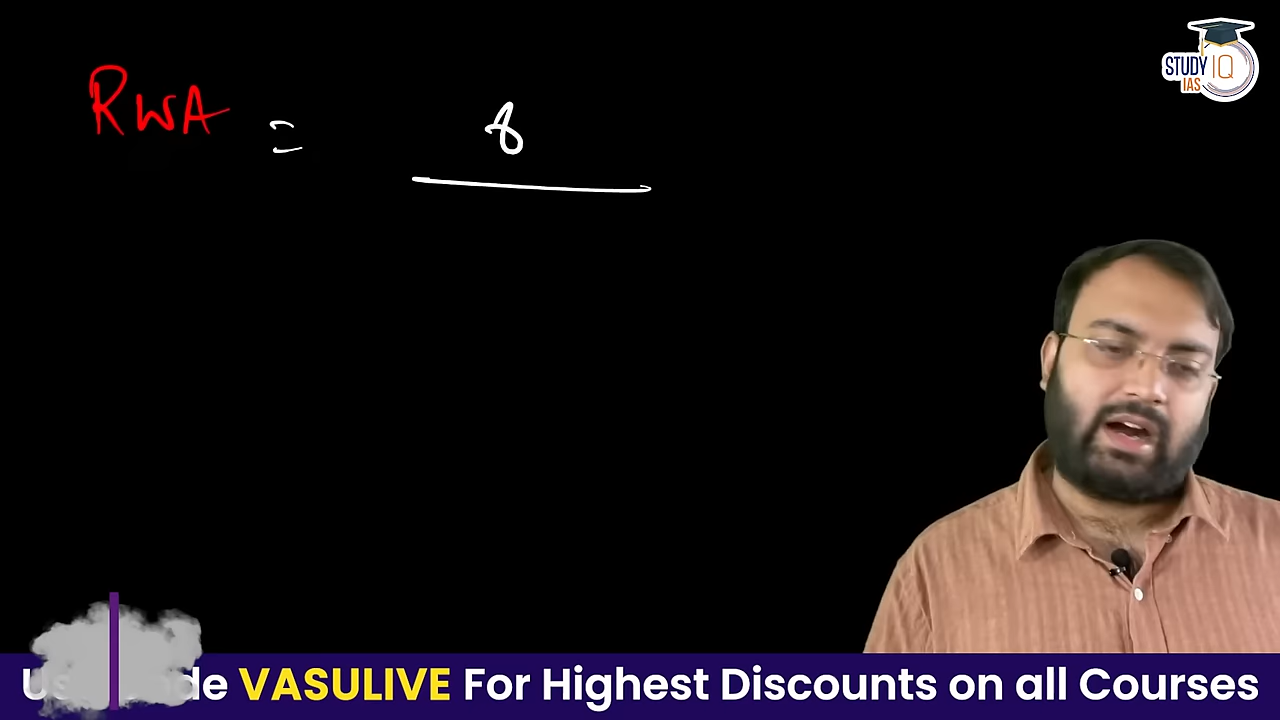 STUDY IQ
IAS
RWA = 8
de VASULIVE For Highest Discounts on all Courses